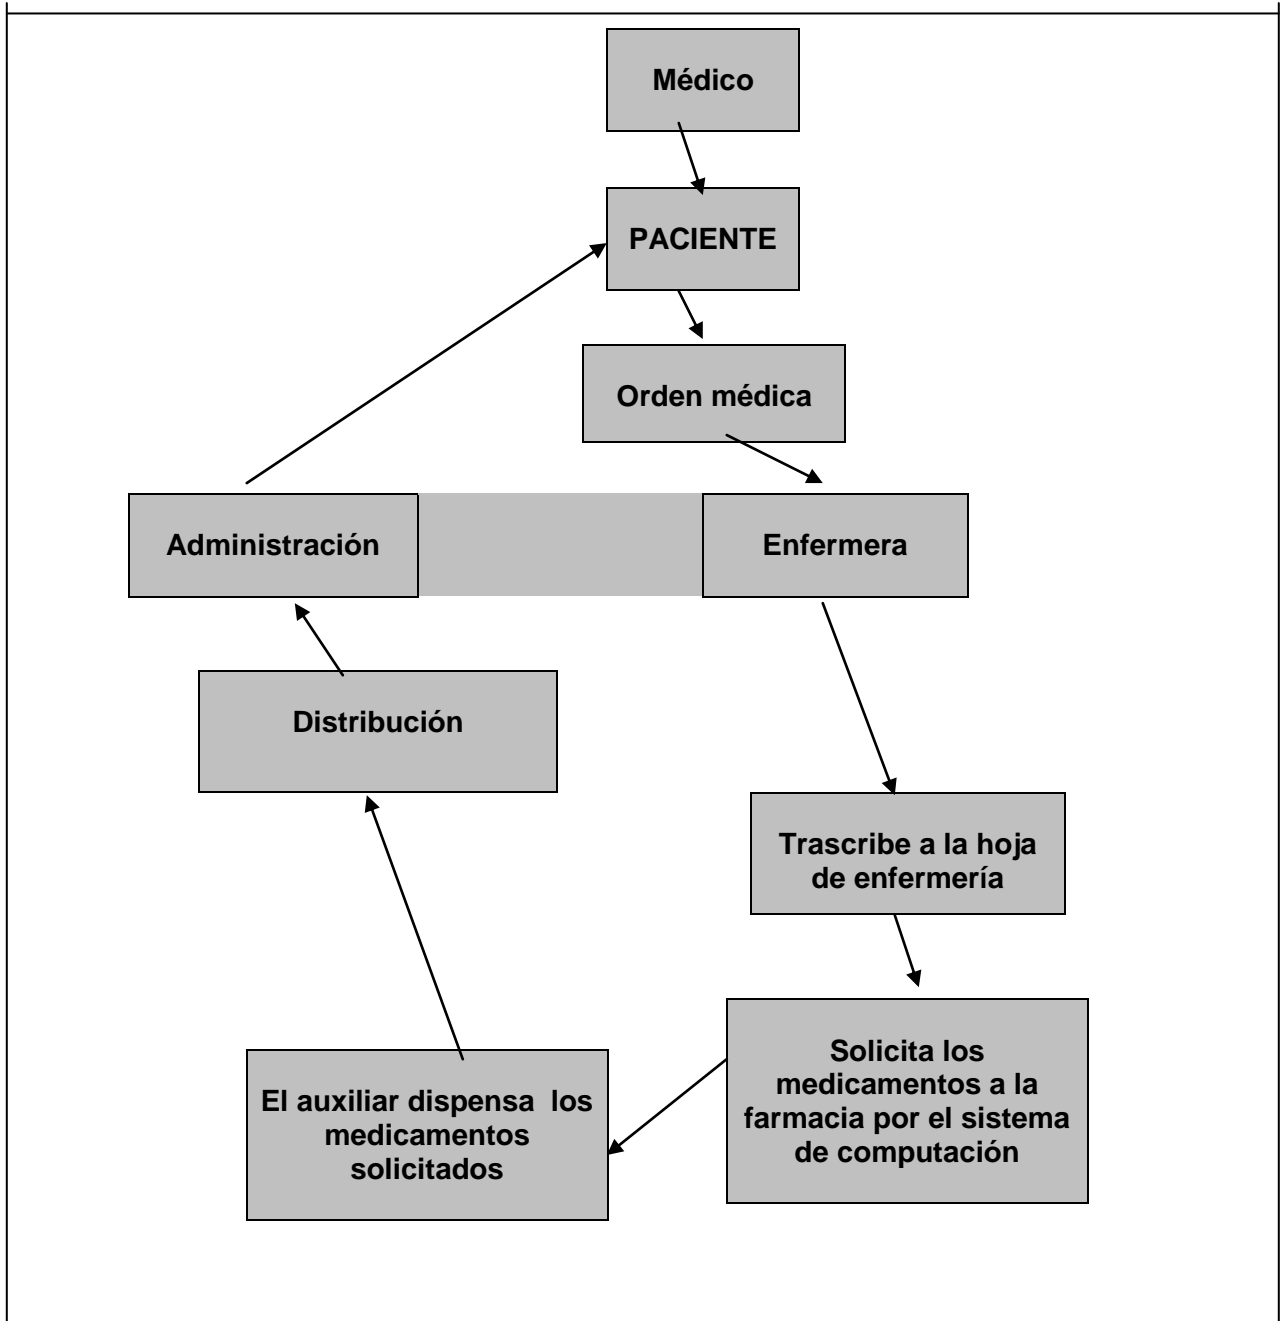 Médico
PACIENTE
Orden médica
Administración
Enfermera
Distribución
Trascribe a la hoja
de enfermería
Solicita los
medicamentos a la
farmacia por el sistema
de computación
El auxiliar dispensa  los
medicamentos
solicitados